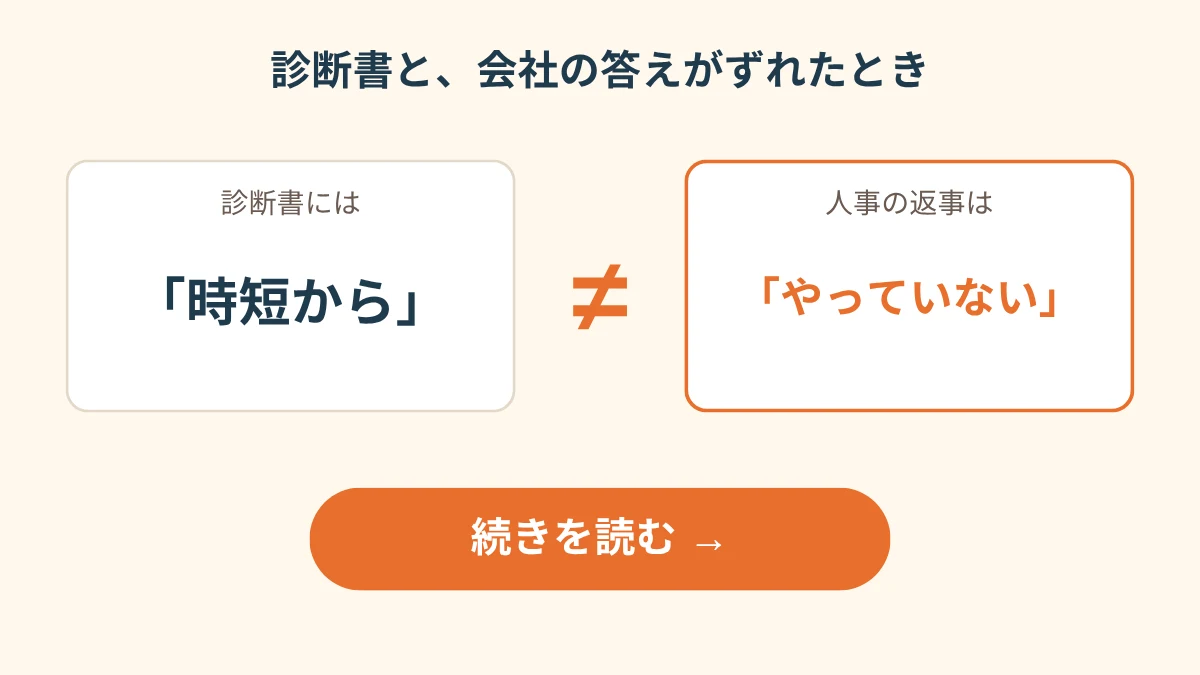 診断書と、会社の答えがずれたとき
診断書には
「時短から」
≠
人事の返事は
「やっていない」
続きを読む →